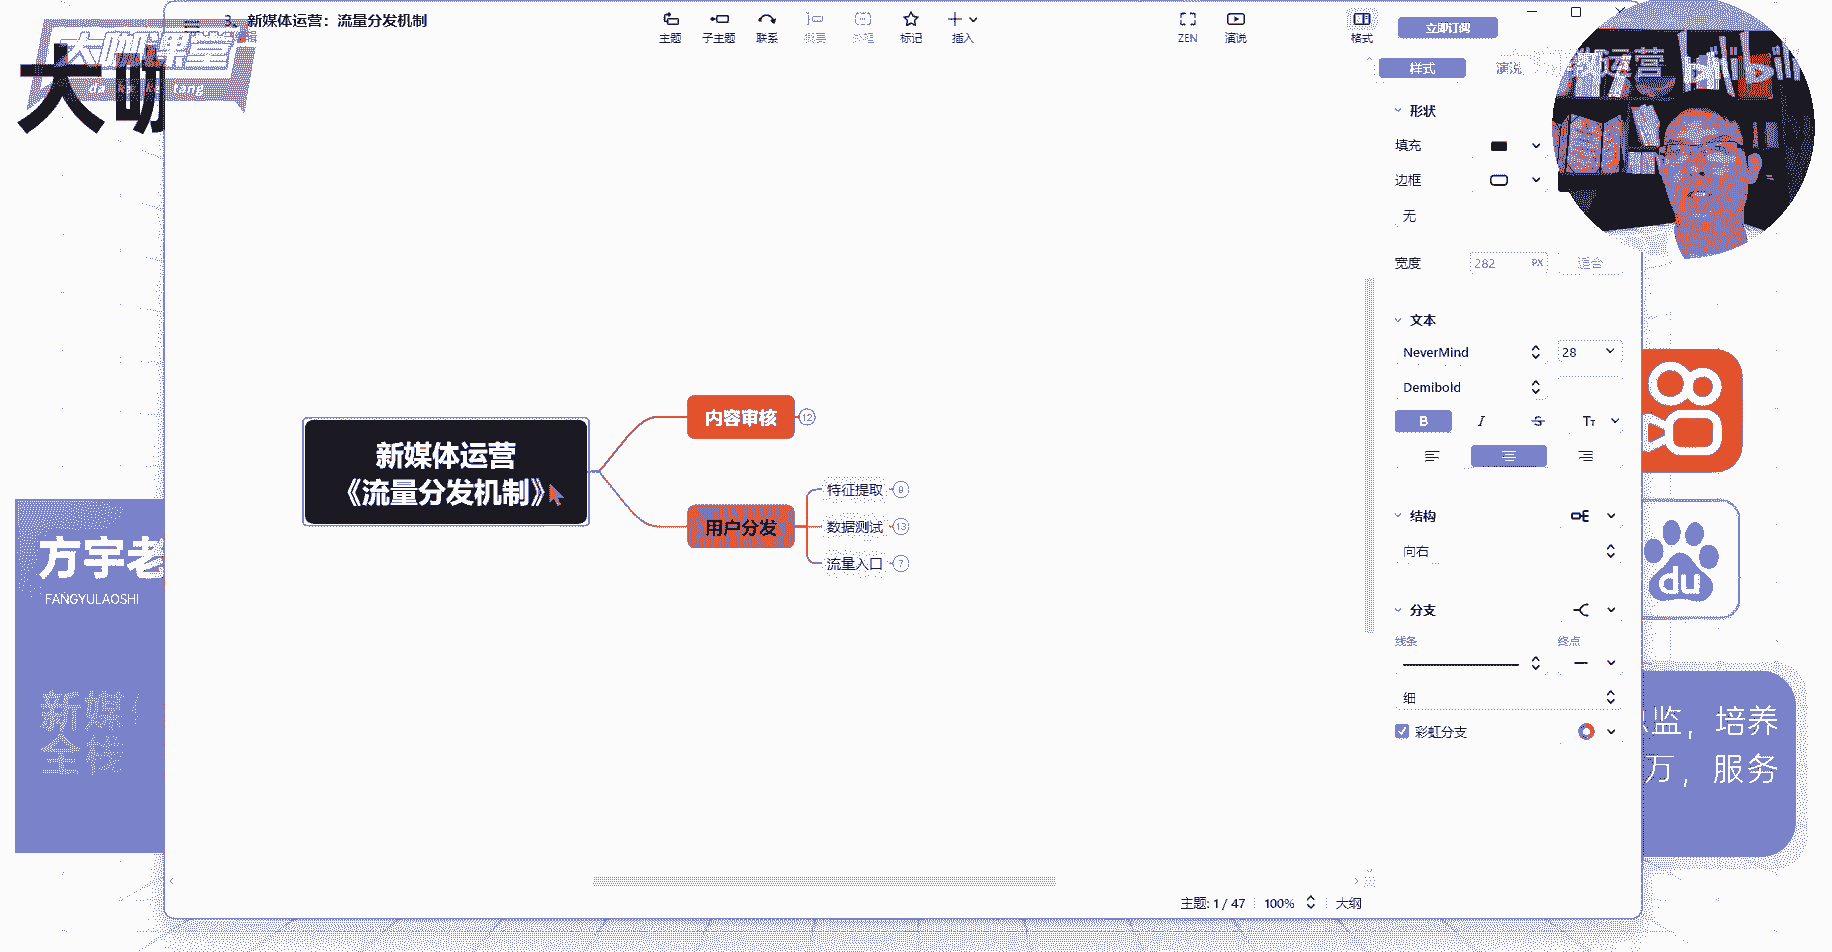 3、新媒体运营：流量分发机制
主题
子主题
联系
概要
外框
标记
插入
ZEN
演说
格式
立即订阅
大咖课堂
da ka ke tang
大咖
样式
演说
运营
bilibili
形状
填充
边框
无
宽度
282
PX
适合
文本
NeverMind
28
Demibold
B
I
S
Tт
结构
向右
分支
线条
终点
细
彩虹分支
新媒体运营
《流量分发机制》
内容审核
12
用户分发
特征提取
9
数据测试
13
流量入口
7
方宇老
FANGYULAOSHI
新媒体
全栈
du
总监，培养
万，服务
主题: 1 / 47
100%
大纲